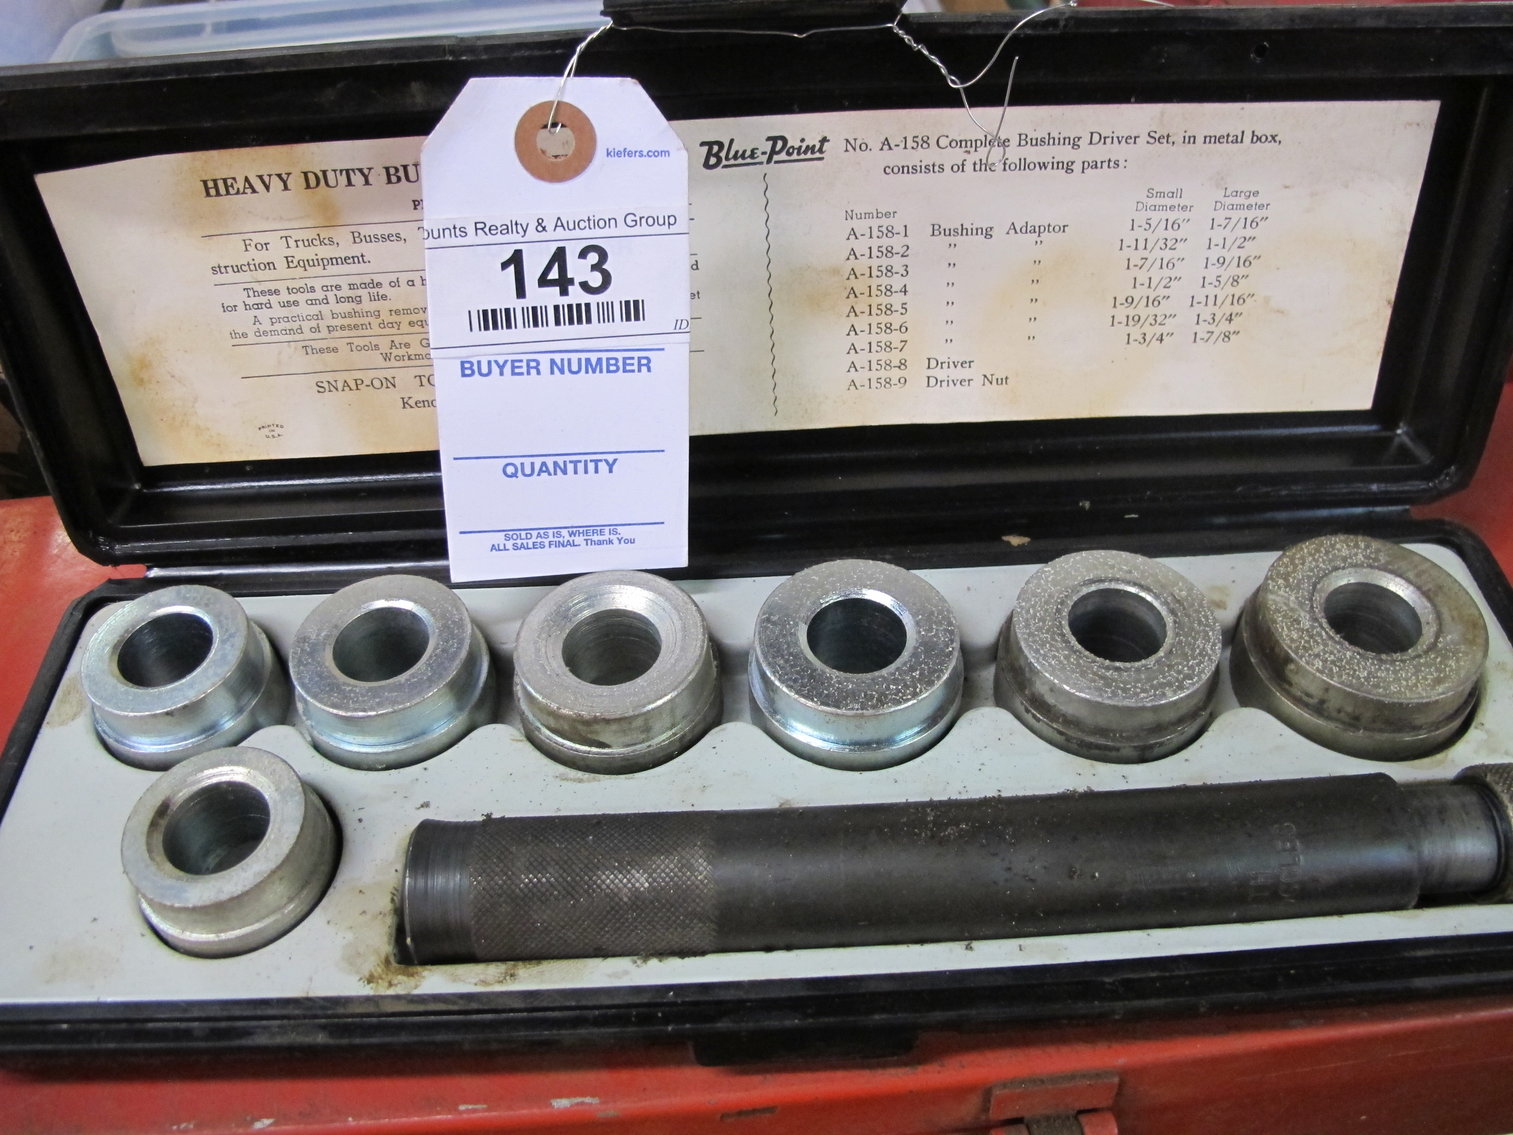 HEAVY DUTY BU
For Trucks, Busses,
struction Equipment.
These tools are made of a h
for hard use and long life.
A practical bushing remov
the demand of present day equ
These Tools Are G
Workma
SNAP-ON TO
Keno
PRINTED
IN
U.S.A.
kiefers.com
ounts Realty & Auction Group
143
ID
BUYER NUMBER
QUANTITY
SOLD AS IS, WHERE IS.
ALL SALES FINAL. Thank You
Blue-Point No. A-158 Complete Bushing Driver Set, in metal box,
consists of the following parts:
Small Large
Number Diameter Diameter
A-158-1 Bushing Adaptor 1-5/16" 1-7/16"
A-158-2 " " 1-11/32" 1-1/2"
A-158-3 " " 1-7/16" 1-9/16"
A-158-4 " " 1-1/2" 1-5/8"
A-158-5 " " 1-9/16" 1-11/16"
A-158-6 " " 1-19/32" 1-3/4"
A-158-7 " " 1-3/4" 1-7/8"
A-158-8 Driver
A-158-9 Driver Nut